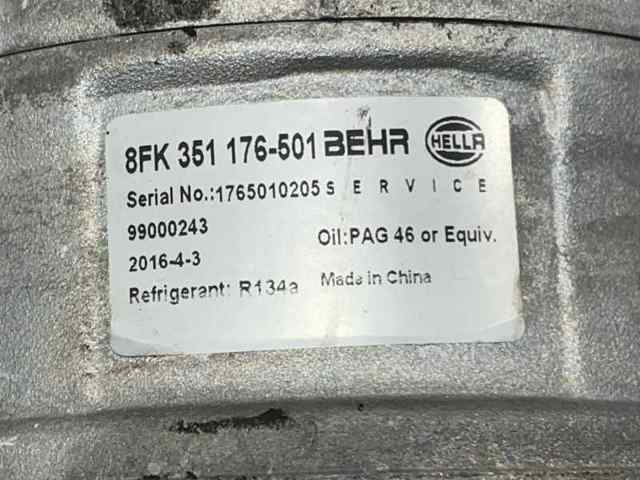 8FK 351 176-501 BEHR HELLA
Serial No.:1765010205 SERVICE
99000243
Oil:PAG 46 or Equiv.
2016-4-3
Refrigerant: R134a Made in China